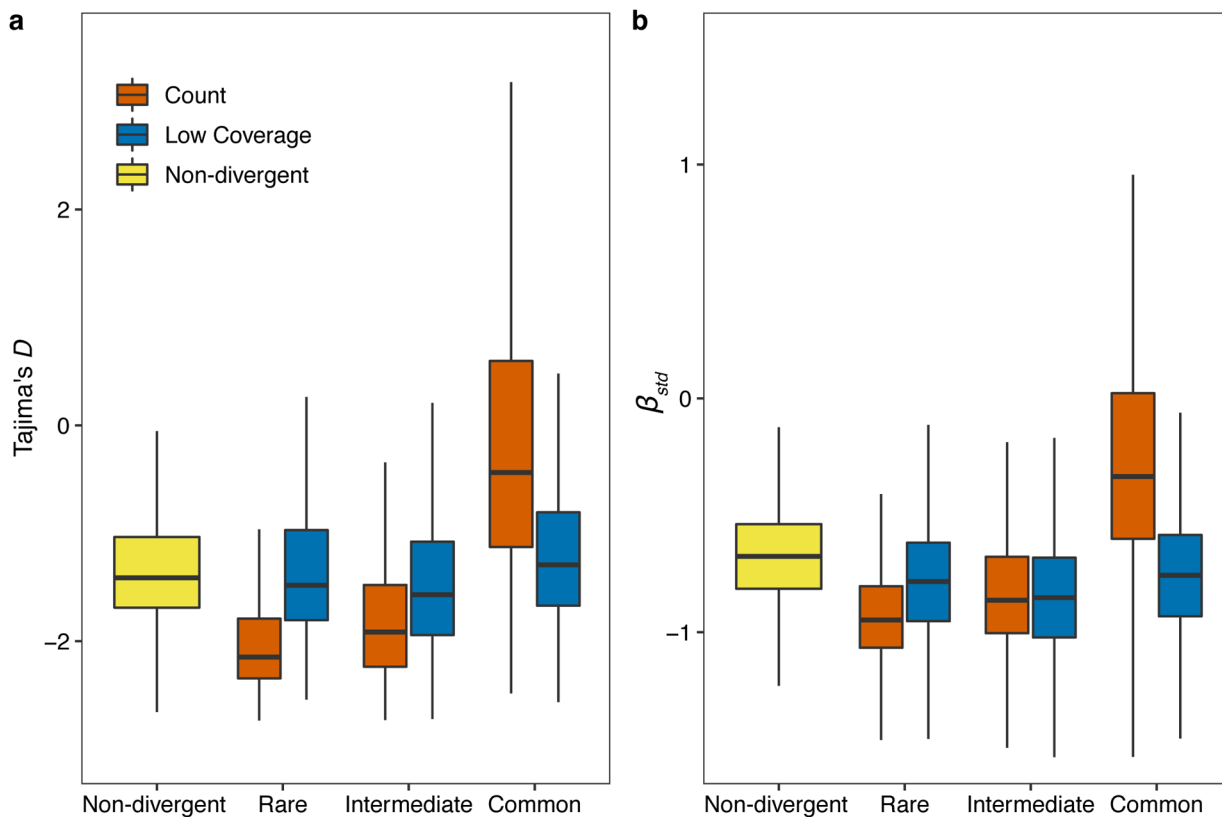 a
Count
Low Coverage
Non-divergent
Tajima's D
2
0
−2
Non-divergent Rare Intermediate Common
b
βstd
1
0
−1
Non-divergent Rare Intermediate Common